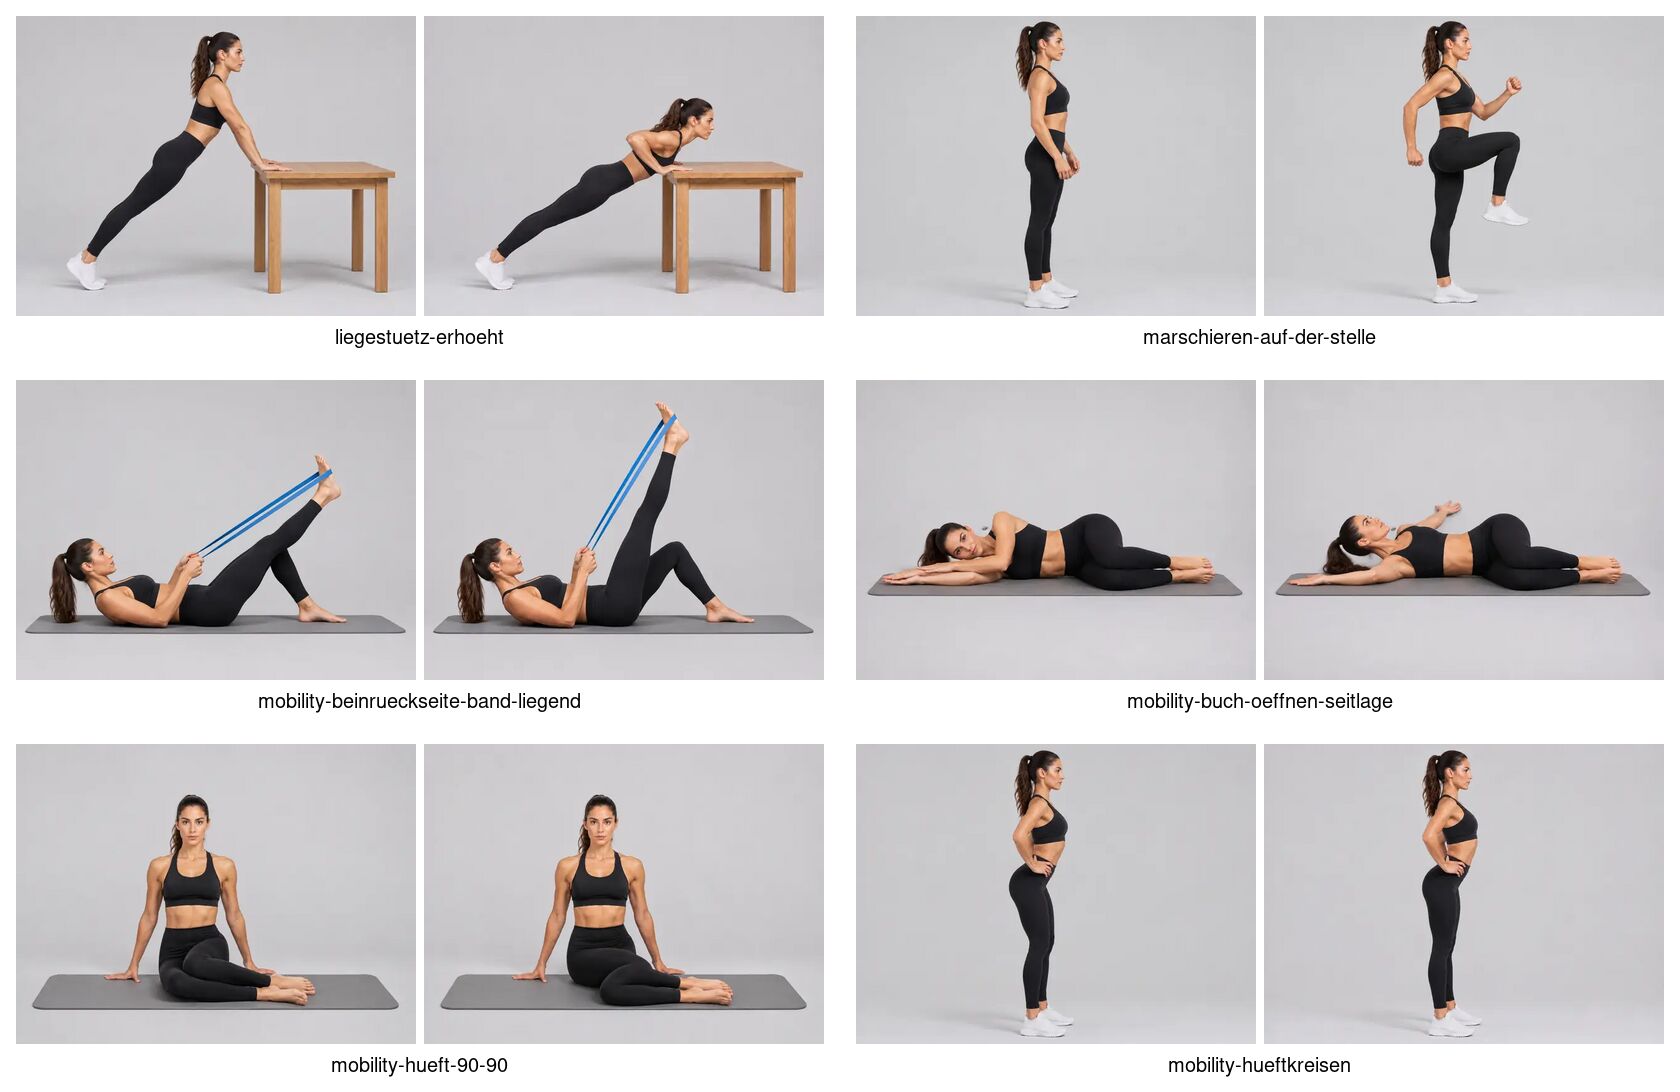 liegestuetz-erhoeht
marschieren-auf-der-stelle
mobility-beinrueckseite-band-liegend
mobility-buch-oeffnen-seitlage
mobility-hueft-90-90
mobility-hueftkreisen